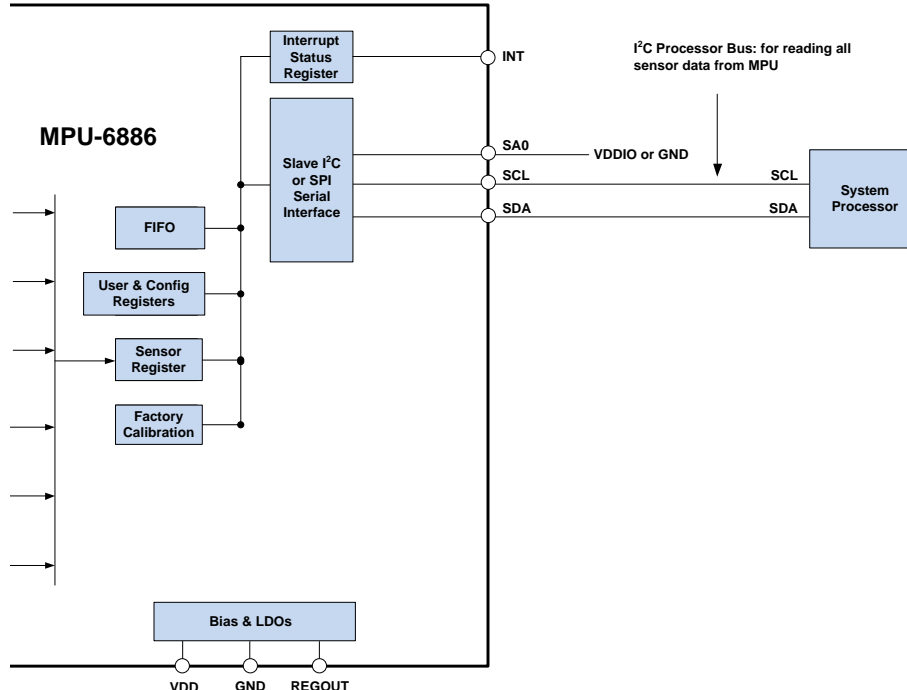 Interrupt
Status
Register
INT
I²C Processor Bus: for reading all
sensor data from MPU
MPU-6886
Slave I²C
or SPI
Serial
Interface
SA0
VDDIO or GND
SCL
SCL
SDA
SDA
System
Processor
FIFO
User & Config
Registers
Sensor
Register
Factory
Calibration
Bias & LDOs
VDD
GND
REGOUT